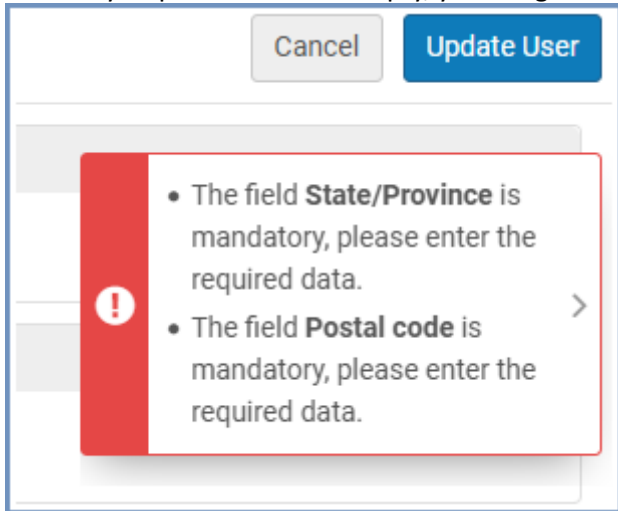 Cancel
Update User
• The field State/Province is
mandatory, please enter the
required data.
• The field Postal code is
mandatory, please enter the
required data.